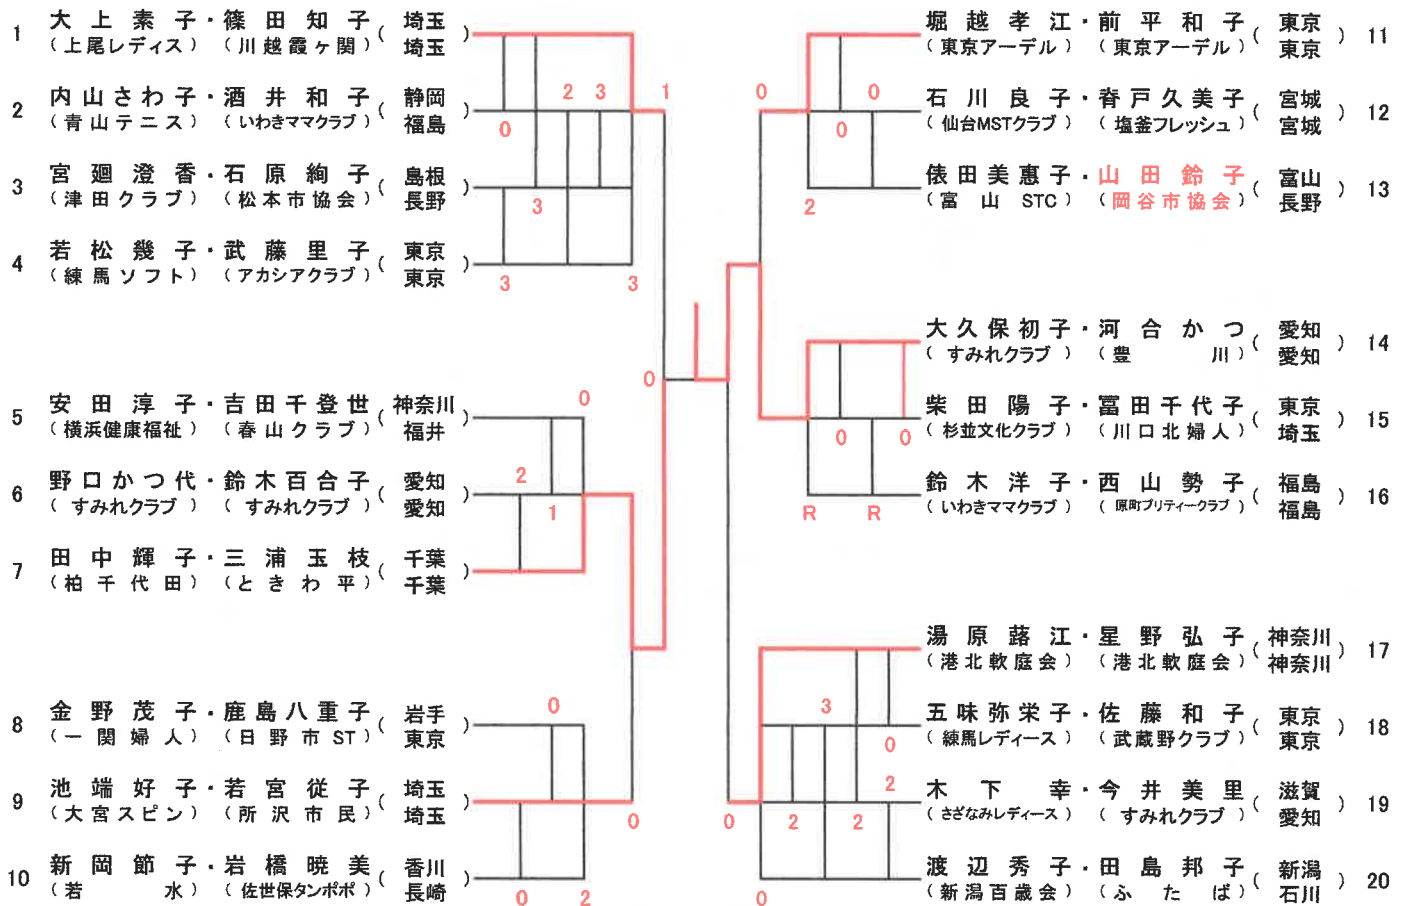 1 大上素子・篠田知子 ( 埼玉 )
(上尾レディス) (川越霞ヶ関) 埼玉
2 内山さわ子・酒井和子 ( 静岡 )
(青山テニス) (いわきママクラブ) 福島
3 宮廻澄香・石原絢子 ( 島根 )
(津田クラブ) (松本市協会) 長野
4 若松幾子・武藤里子 ( 東京 )
(練馬ソフト) (アカシアクラブ) 東京
2 3 1
0
3
3 3
5 安田淳子・吉田千登世 ( 神奈川 )
(横浜健康福祉) (春山クラブ) 福井
6 野口かつ代・鈴木百合子 ( 愛知 )
(すみれクラブ) (すみれクラブ) 愛知
7 田中輝子・三浦玉枝 ( 千葉 )
(柏千代田) (ときわ平) 千葉
0
0
2
1
8 金野茂子・鹿島八重子 ( 岩手 )
(一関婦人) (日野市ST) 東京
9 池端好子・若宮従子 ( 埼玉 )
(大宮スピン) (所沢市民) 埼玉
10 新岡節子・岩橋暁美 ( 香川 )
(若水) (佐世保タンポポ) 長崎
0
0
0 2
堀越孝江・前平和子 ( 東京 ) 11
(東京アーデル) (東京アーデル) 東京
石川良子・脊戸久美子 ( 宮城 ) 12
(仙台MSTクラブ) (塩釜フレッシュ) 宮城
俵田美惠子・山田鈴子 ( 富山 ) 13
(富山STC) (岡谷市協会) 長野
0 0
0
2
大久保初子・河合かつ ( 愛知 ) 14
(すみれクラブ) (豊川) 愛知
柴田陽子・冨田千代子 ( 東京 ) 15
(杉並文化クラブ) (川口北婦人) 埼玉
鈴木洋子・西山勢子 ( 福島 ) 16
(いわきママクラブ) (原町プリティークラブ) 福島
0 0
R R
湯原蕗江・星野弘子 ( 神奈川 ) 17
(港北軟庭会) (港北軟庭会) 神奈川
五味弥栄子・佐藤和子 ( 東京 ) 18
(練馬レディース) (武蔵野クラブ) 東京
木下幸・今井美里 ( 滋賀 ) 19
(さざなみレディース) (すみれクラブ) 愛知
渡辺秀子・田島邦子 ( 新潟 ) 20
(新潟百歳会) (ふたば) 石川
3
0
2
0 2 2
0